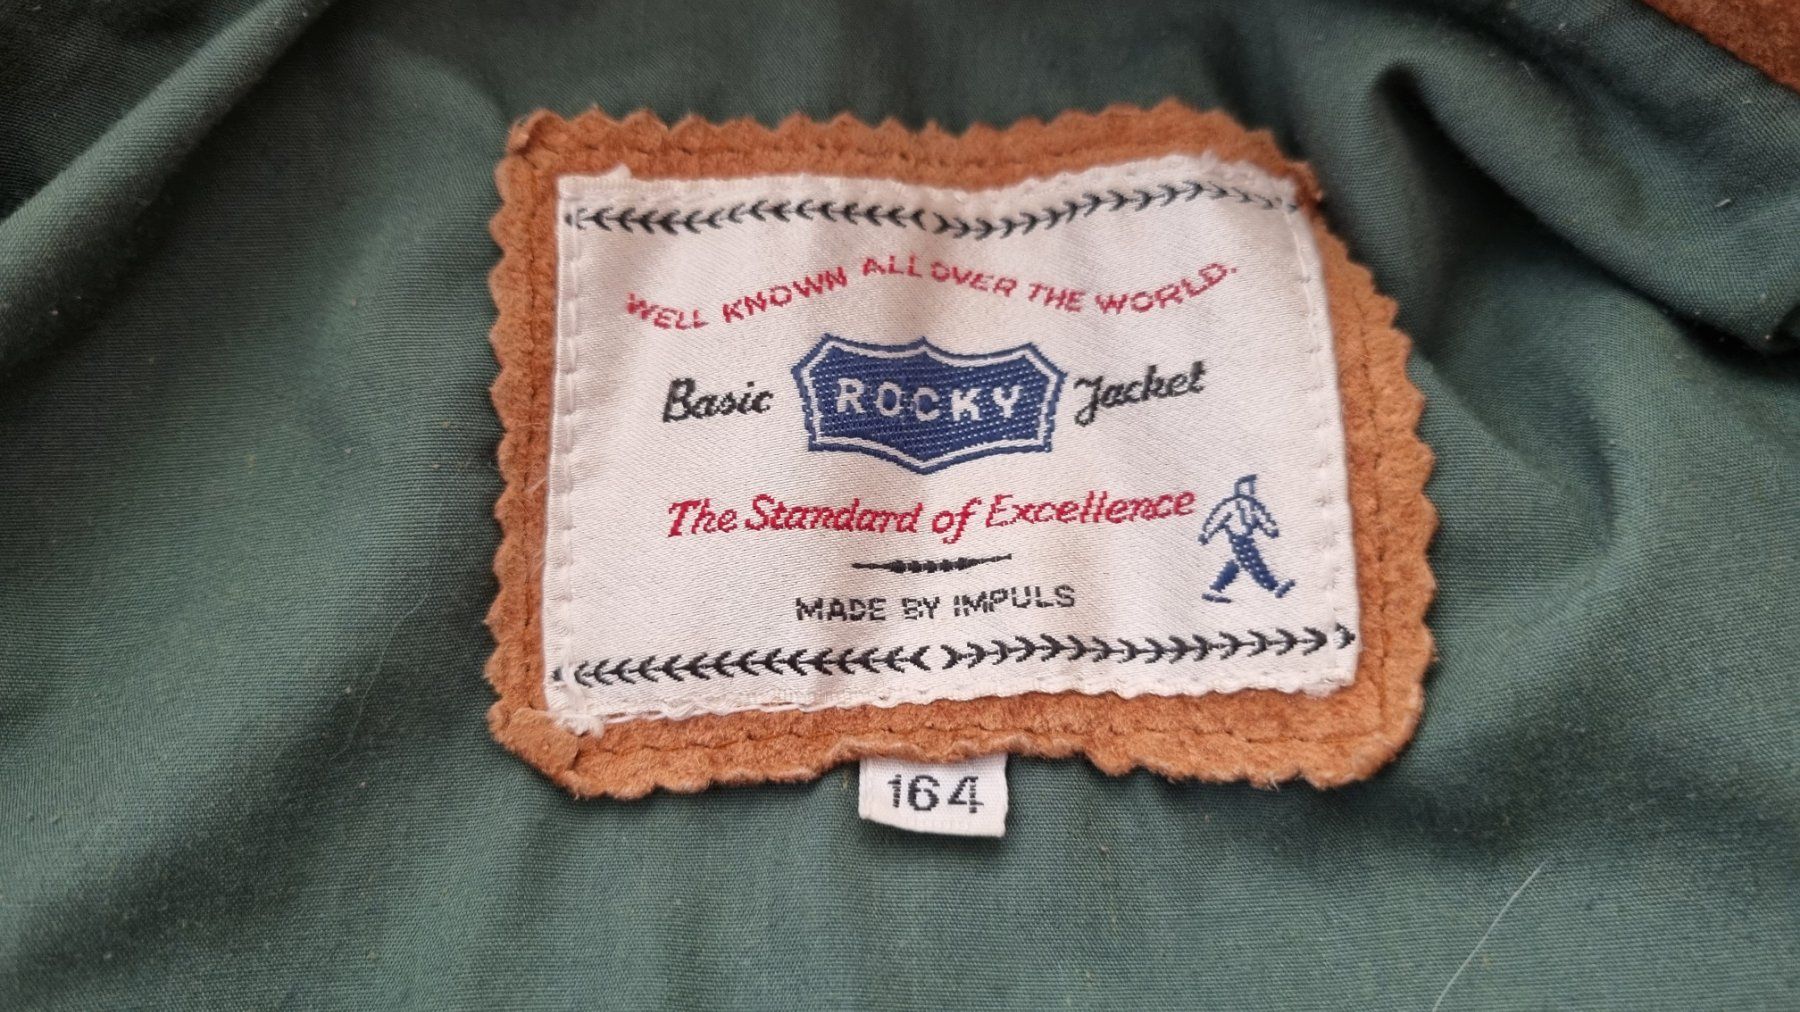 WELL KNOWN ALL OVER THE WORLD.
Basic ROCKY Jacket
The Standard of Excellence
MADE BY IMPULS
164